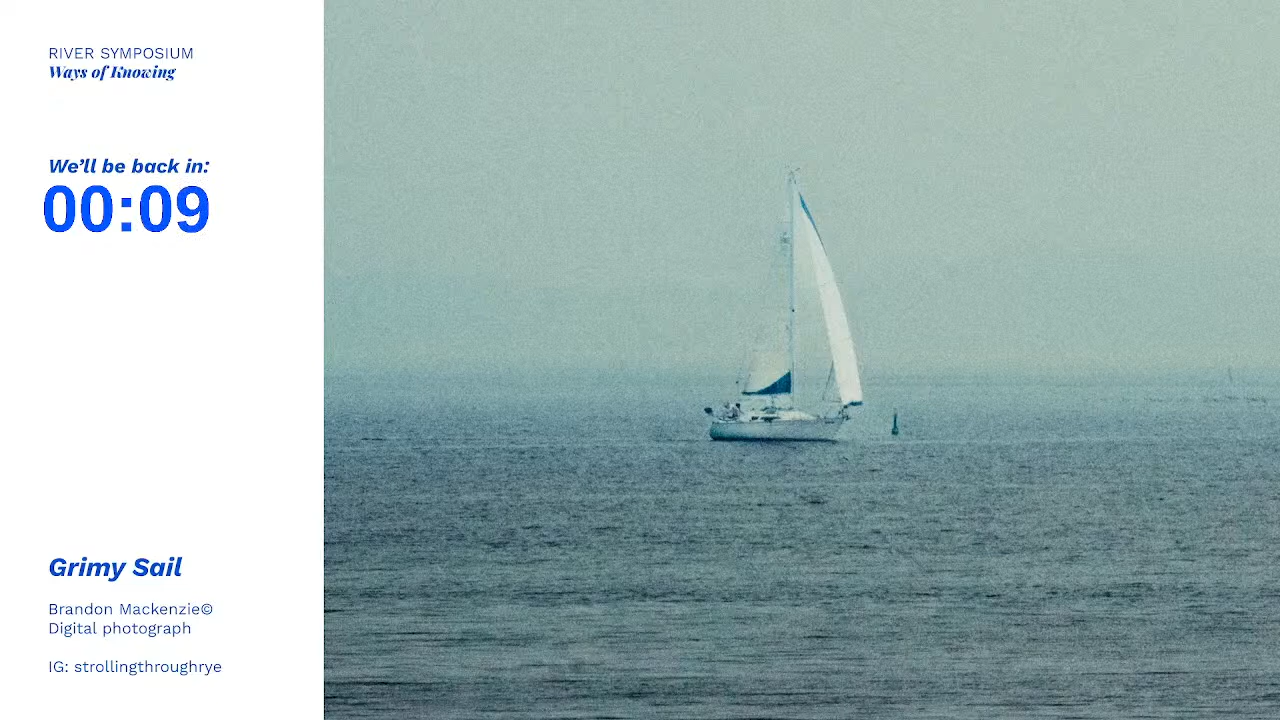 RIVER SYMPOSIUM
Ways of Knowing
We’ll be back in:
00:09
Grimy Sail
Brandon Mackenzie©
Digital photograph
IG: strollingthroughrye